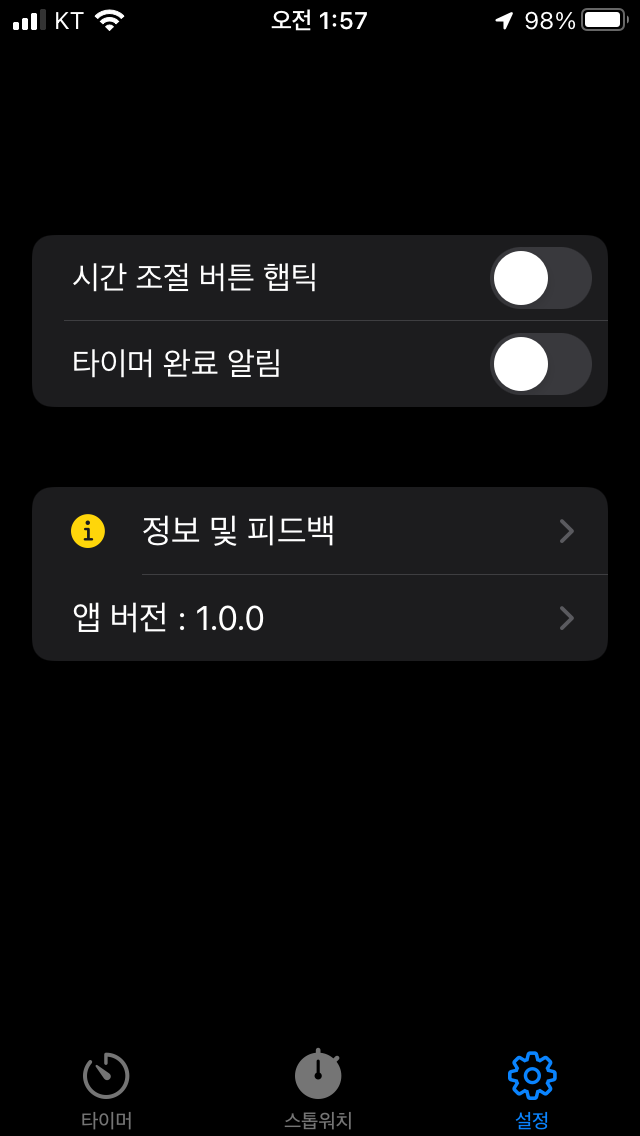 KT 오전 1:57 98%
시간 조절 버튼 햅틱
타이머 완료 알림
정보 및 피드백
앱 버전 : 1.0.0
타이머 스톱워치 설정